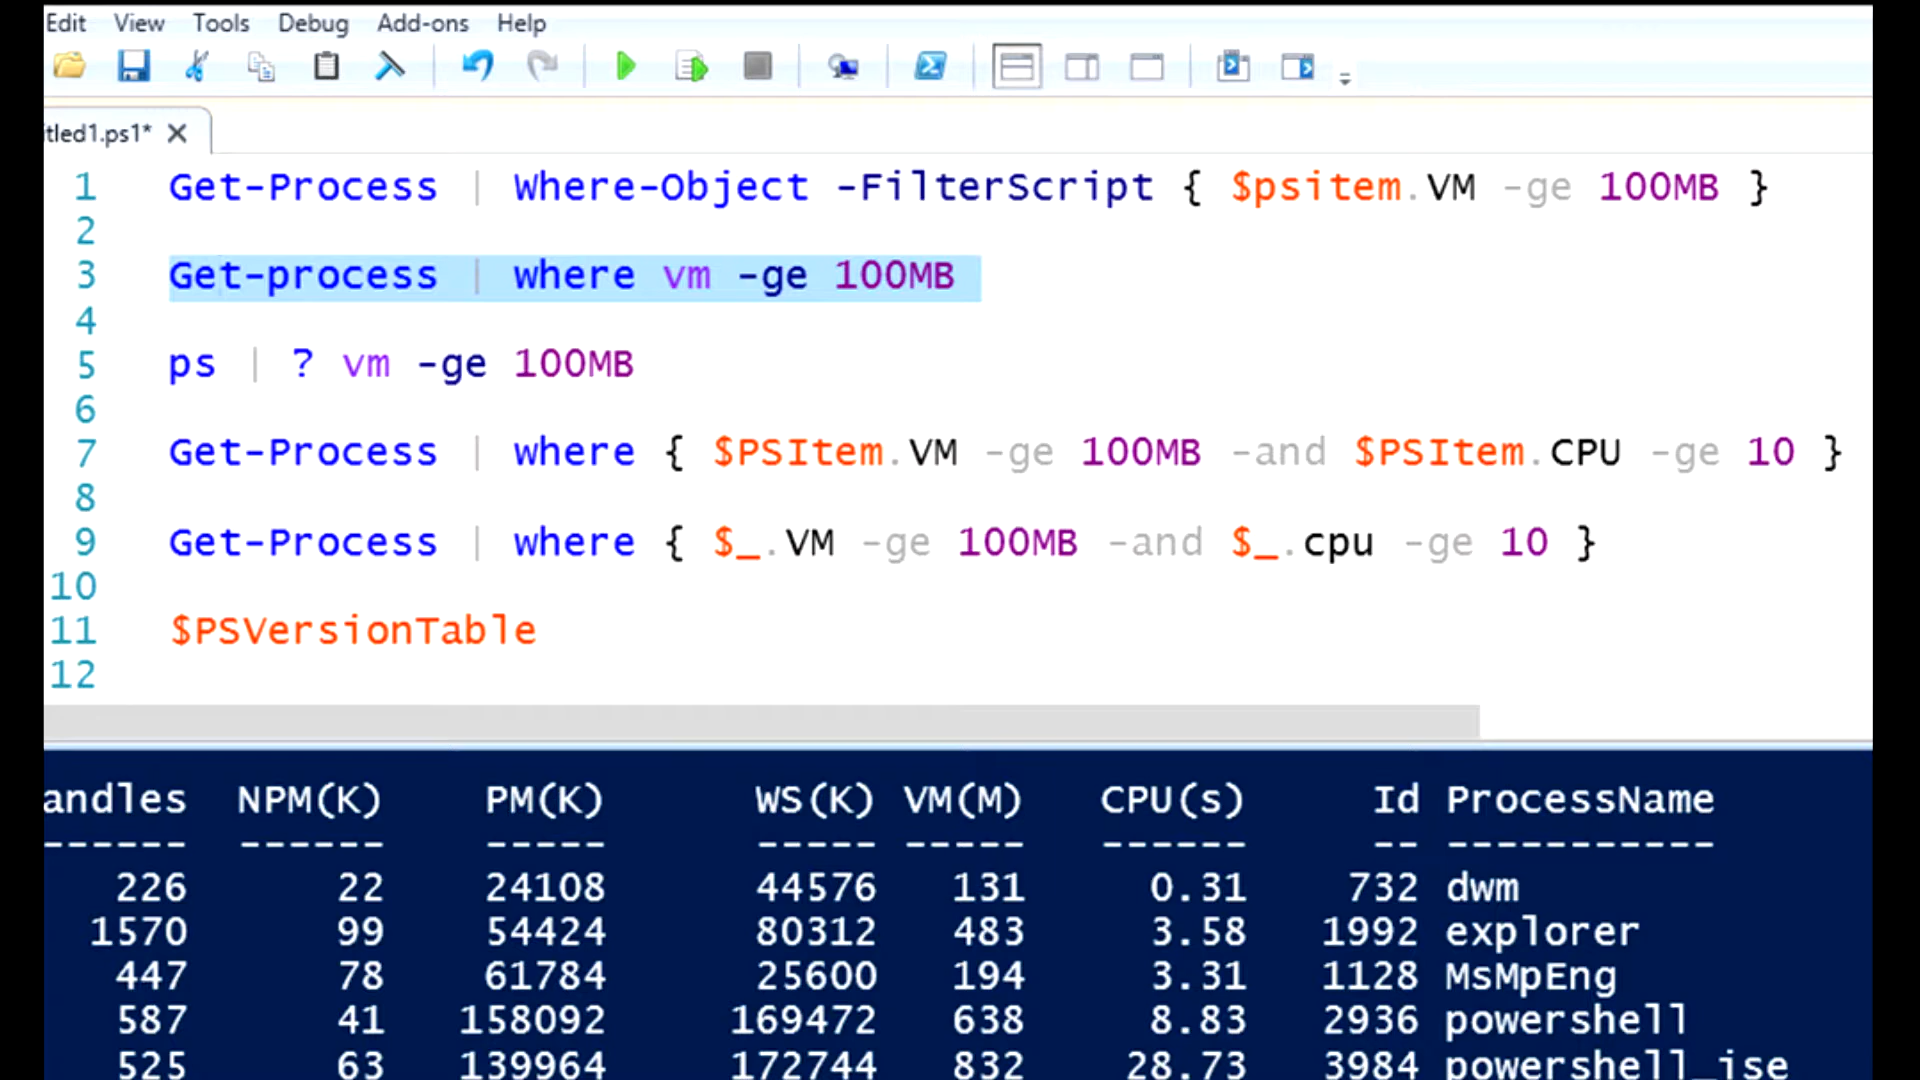 Edit View Tools Debug Add-ons Help
itled1.ps1* X
1 Get-Process | Where-Object -FilterScript { $psitem.VM -ge 100MB }
2
3 Get-process | where vm -ge 100MB
4
5 ps | ? vm -ge 100MB
6
7 Get-Process | where { $PSItem.VM -ge 100MB -and $PSItem.CPU -ge 10 }
8
9 Get-Process | where { $_.VM -ge 100MB -and $_.cpu -ge 10 }
10
11 $PSVersionTable
12
andles NPM(K) PM(K) WS(K) VM(M) CPU(s) Id ProcessName
------ ------ ----- ----- ----- ------ -- -----------
226 22 24108 44576 131 0.31 732 dwm
1570 99 54424 80312 483 3.58 1992 explorer
447 78 61784 25600 194 3.31 1128 MsMpEng
587 41 158092 169472 638 8.83 2936 powershell
525 63 139964 172744 832 28.73 3984 powershell_ise